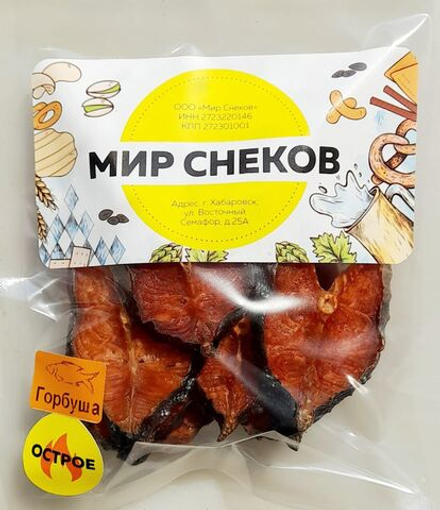 ООО «Мир Снеков»
ИНН 2723220146
КПП 272301001
МИР СНЕКОВ
Адрес. г. Хабаровск,
ул. Восточный
Семафор, д.25А
Горбуша
ОСТРОЕ